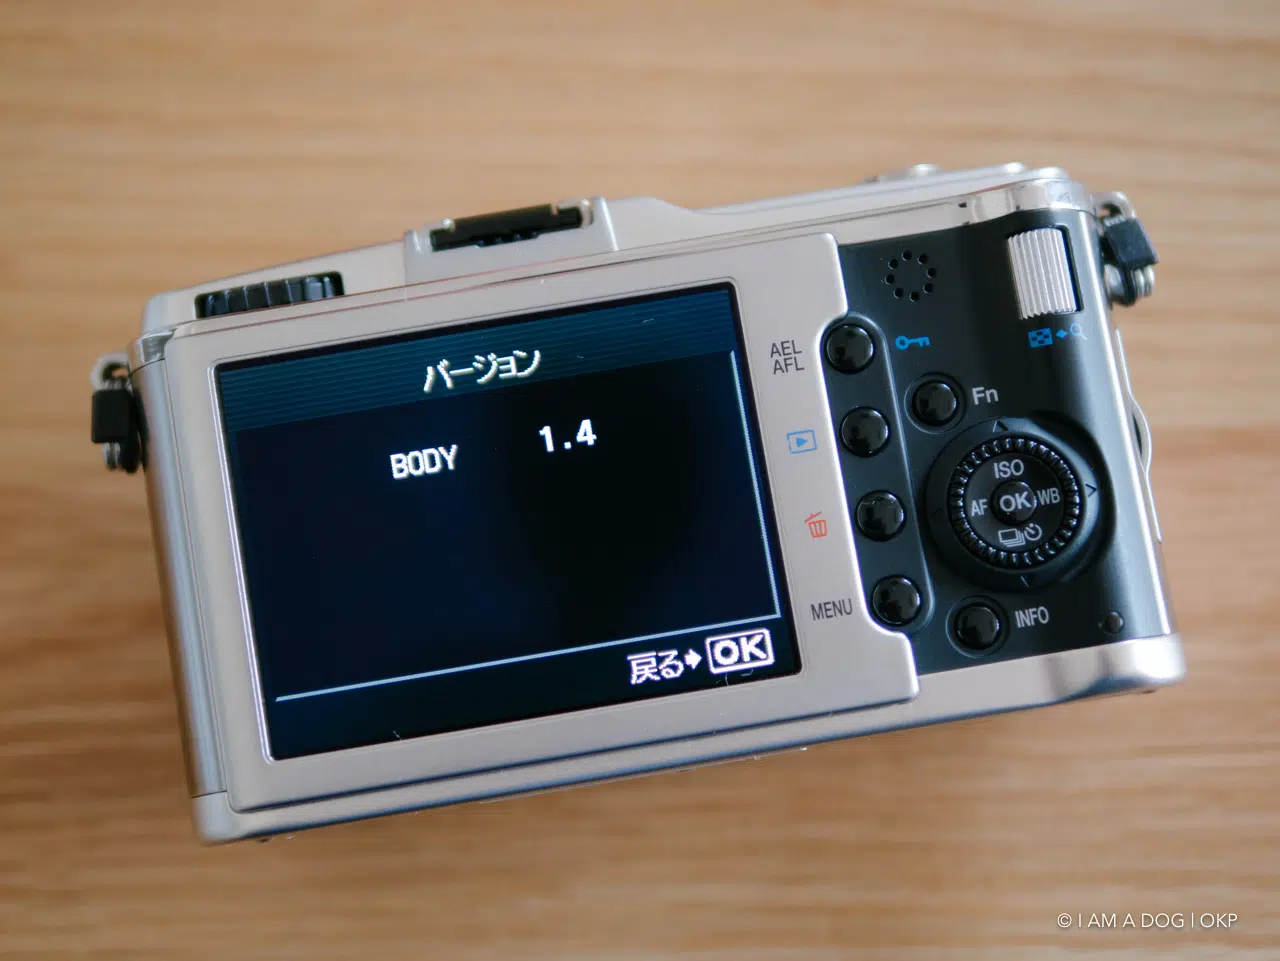 バージョン
BODY 1.4
戻る➧OK
AEL
AFL
MENU
Fn
ISO
AF OK WB
INFO
© I AM A DOG | OKP